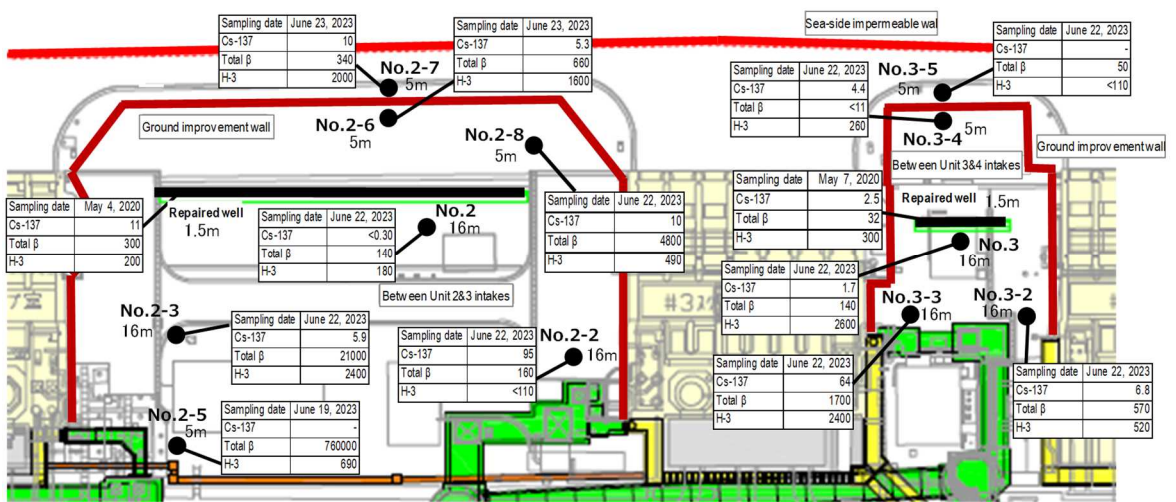 Sampling date June 23, 2023
Cs-137 10
Total β 340
H-3 2000
No.2-7
5m
Sampling date June 23, 2023
Cs-137 5.3
Total β 660
H-3 1600
No.2-6
5m
Sea-side impermeable wal
Sampling date June 22, 2023
Cs-137 -
Total β 50
H-3 <110
No.3-5
5m
Sampling date June 22, 2023
Cs-137 4.4
Total β <11
H-3 260
5m
No.3-4
Ground improvement wall
No.2-8
5m
Ground improvement wall
Between Unit 3&4 intakes
Sampling date May 4, 2020
Cs-137 11
Total β 300
H-3 200
Repaired well
1.5m
Sampling date June 22, 2023
Cs-137 <0.30
Total β 140
H-3 180
No.2
16m
Sampling date June 22, 2023
Cs-137 10
Total β 4800
H-3 490
Sampling date May 7, 2020
Cs-137 2.5
Total β 32
H-3 300
Repaired well 1.5m
No.3
16m
Between Unit 2&3 intakes
Sampling date June 22, 2023
Cs-137 1.7
Total β 140
H-3 2600
No.2-3
16m
Sampling date June 22, 2023
Cs-137 5.9
Total β 21000
H-3 2400
Sampling date June 22, 2023
Cs-137 95
Total β 160
H-3 <110
No.2-2
16m
#3ｽｸ
No.3-3
16m
No.3-2
16m
Sampling date June 22, 2023
Cs-137 64
Total β 1700
H-3 2400
Sampling date June 22, 2023
Cs-137 6.8
Total β 570
H-3 520
No.2-5
5m
Sampling date June 19, 2023
Cs-137 -
Total β 760000
H-3 690